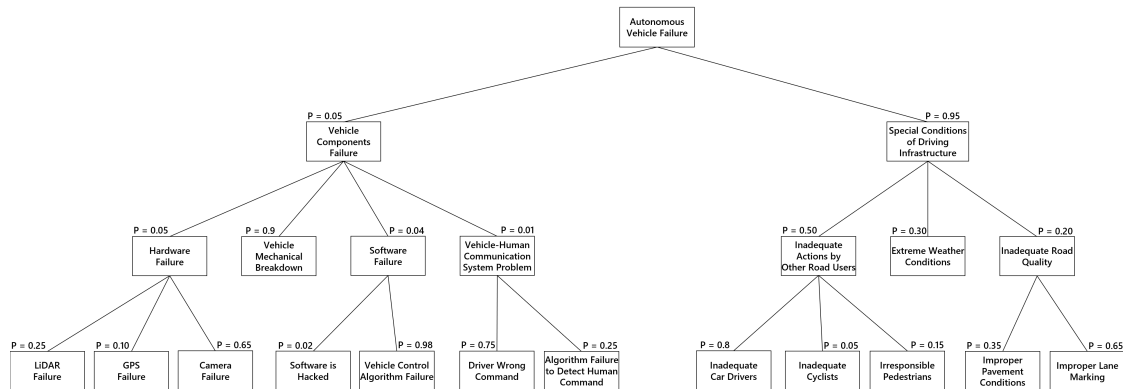 Autonomous
Vehicle Failure
P = 0.05
Vehicle
Components
Failure
P = 0.95
Special Conditions
of Driving
Infrastructure
P = 0.05
Hardware
Failure
P = 0.9
Vehicle
Mechanical
Breakdown
P = 0.04
Software
Failure
P = 0.01
Vehicle-Human
Communication
System Problem
P = 0.50
Inadequate
Actions by
Other Road Users
P = 0.30
Extreme Weather
Conditions
P = 0.20
Inadequate Road
Quality
P = 0.25
LiDAR
Failure
P = 0.10
GPS
Failure
P = 0.65
Camera
Failure
P = 0.02
Software is
Hacked
P = 0.98
Vehicle Control
Algorithm Failure
P = 0.75
Driver Wrong
Command
P = 0.25
Algorithm Failure
to Detect Human
Command
P = 0.8
Inadequate
Car Drivers
P = 0.05
Inadequate
Cyclists
P = 0.15
Irresponsible
Pedestrians
P = 0.35
Improper
Pavement
Conditions
P = 0.65
Improper Lane
Marking